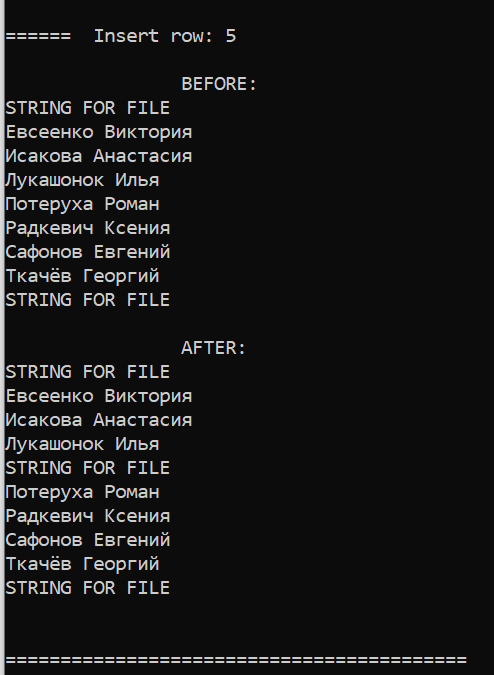 ======  Insert row: 5
BEFORE:
STRING FOR FILE
Евсеенко Виктория
Исакова Анастасия
Лукашонок Илья
Потеруха Роман
Радкевич Ксения
Сафонов Евгений
Ткачёв Георгий
STRING FOR FILE
AFTER:
STRING FOR FILE
Евсеенко Виктория
Исакова Анастасия
Лукашонок Илья
STRING FOR FILE
Потеруха Роман
Радкевич Ксения
Сафонов Евгений
Ткачёв Георгий
STRING FOR FILE
==========================================